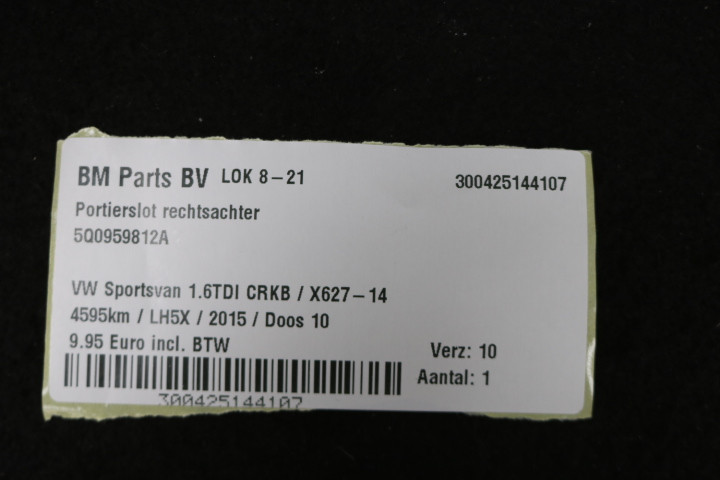 BM Parts BV LOK 8-21 300425144107
Portierslot rechtsachter
5Q0959812A
VW Sportsvan 1.6TDI CRKB / X627-14
4595km / LH5X / 2015 / Doos 10
9.95 Euro incl. BTW
Verz: 10
Aantal: 1
300425144107